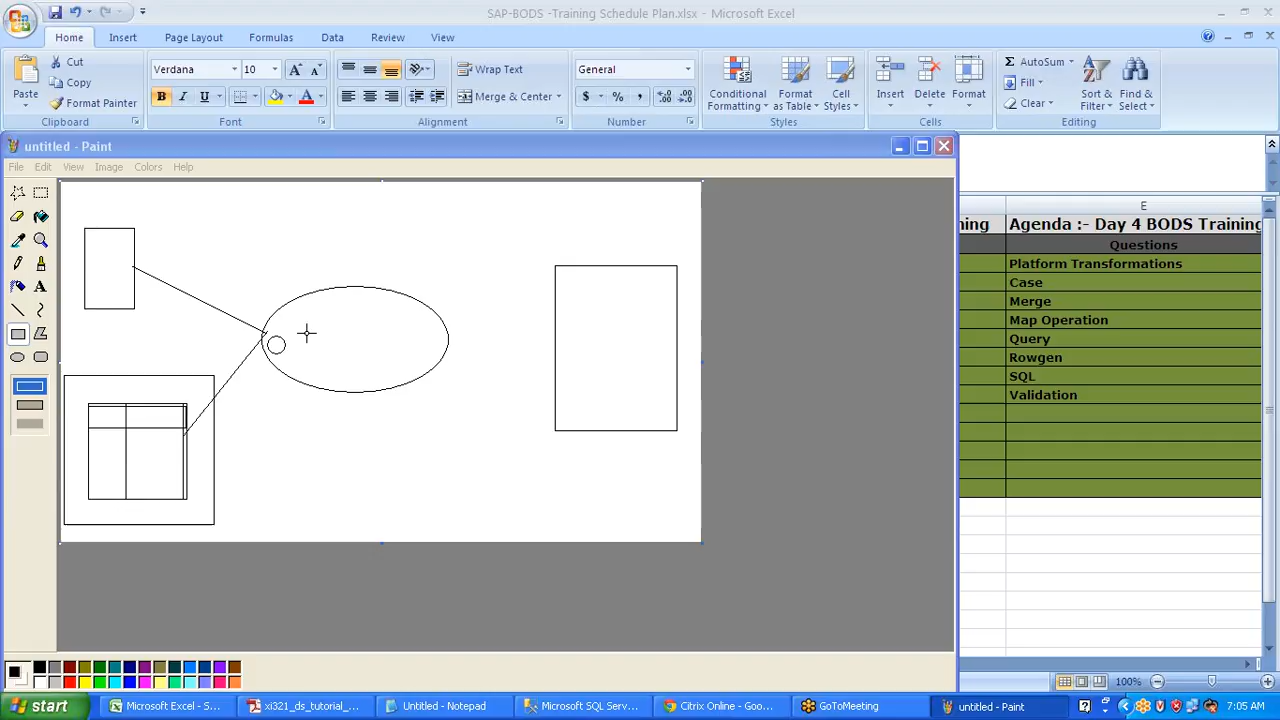 SAP-BODS -Training Schedule Plan.xlsx - Microsoft Excel
Home Insert Page Layout Formulas Data Review View
Paste
Cut
Copy
Format Painter
Clipboard
Verdana 10
B I U A
Font
Wrap Text
Merge & Center
Alignment
General
$ % ,
Number
Conditional Formatting
Format as Table
Cell Styles
Styles
Insert Delete Format
Cells
AutoSum
Fill
Clear
Sort & Filter
Find & Select
Editing
untitled - Paint
File Edit View Image Colors Help
A
E
ning Agenda :- Day 4 BODS Training
Questions
Platform Transformations
Case
Merge
Map Operation
Query
Rowgen
SQL
Validation
100%
start
Microsoft Excel - S...
xi321_ds_tutorial_...
Untitled - Notepad
Microsoft SQL Serv...
Citrix Online - Goo...
GoToMeeting
untitled - Paint
7:05 AM